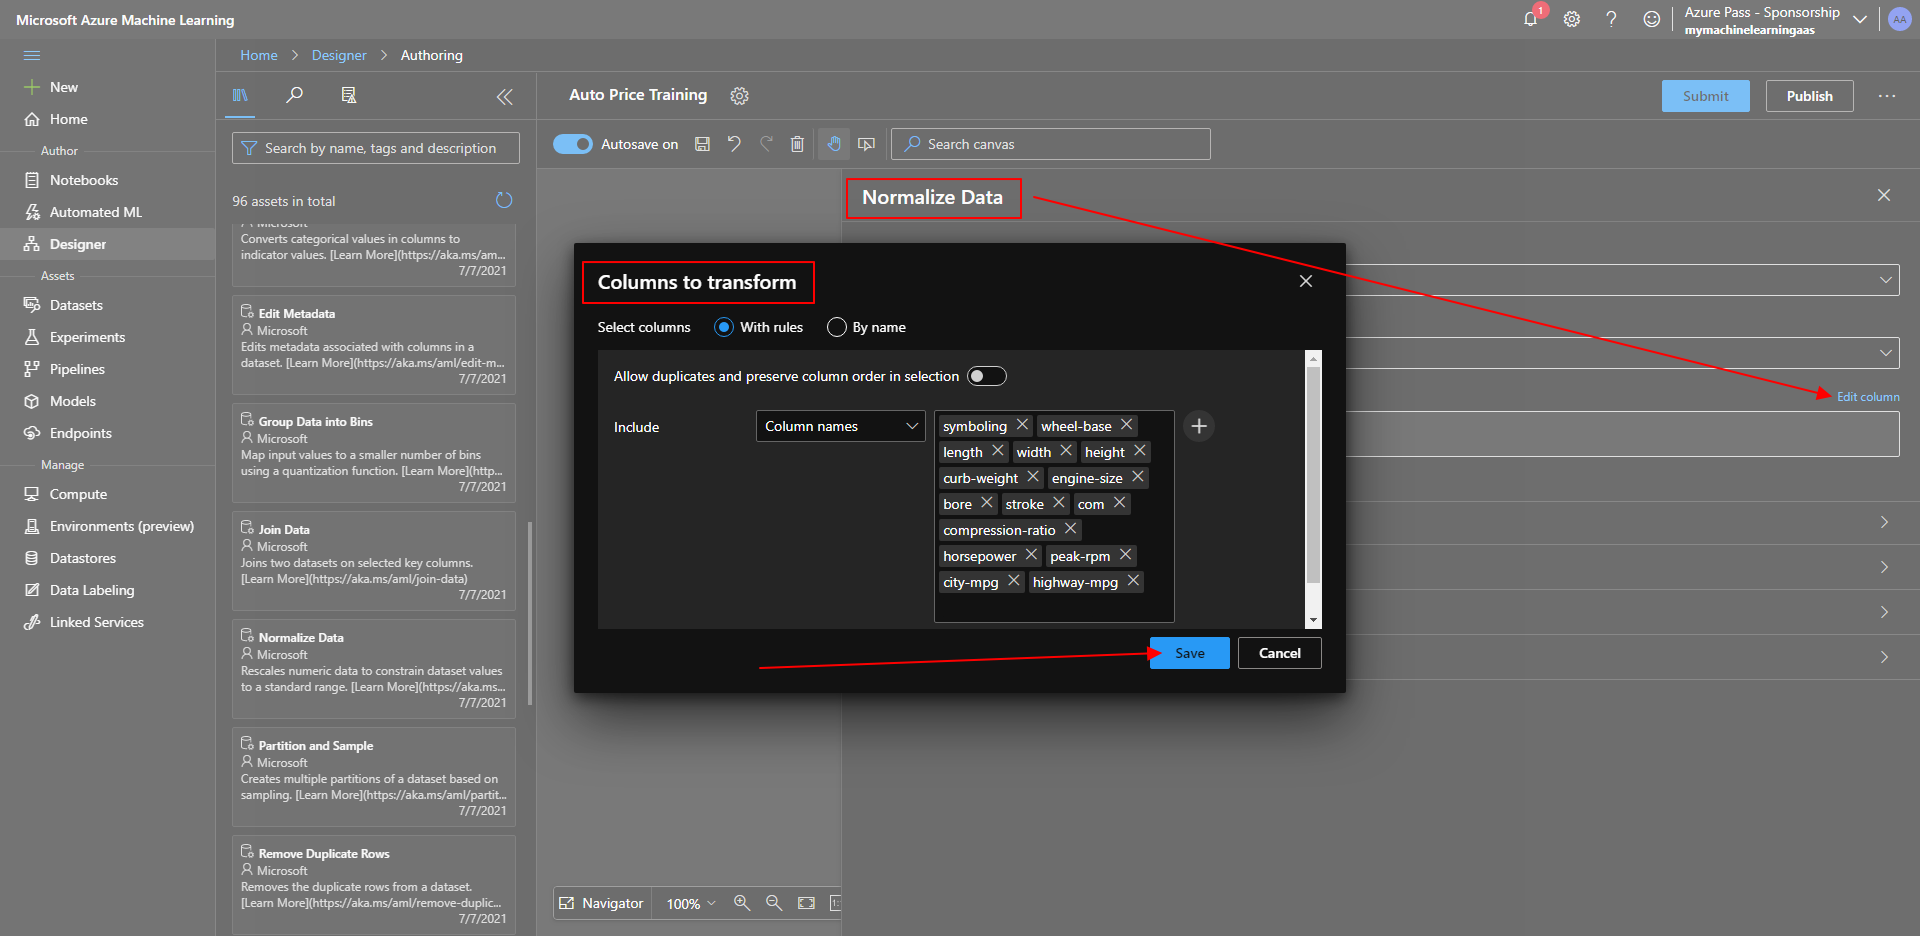 Microsoft Azure Machine Learning
1
Azure Pass - Sponsorship
mymachinelearningaas
AA
New
Home
Author
Notebooks
Automated ML
Designer
Assets
Datasets
Experiments
Pipelines
Models
Endpoints
Manage
Compute
Environments (preview)
Datastores
Data Labeling
Linked Services
Home > Designer > Authoring
Search by name, tags and description
96 assets in total
Microsoft
Converts categorical values in columns to
indicator values. [Learn More](https://aka.ms/am...
7/7/2021
Edit Metadata
Microsoft
Edits metadata associated with columns in a
dataset. [Learn More](https://aka.ms/aml/edit-m...
7/7/2021
Group Data into Bins
Microsoft
Map input values to a smaller number of bins
using a quantization function. [Learn More](http...
7/7/2021
Join Data
Microsoft
Joins two datasets on selected key columns.
[Learn More](https://aka.ms/aml/join-data)
7/7/2021
Normalize Data
Microsoft
Rescales numeric data to constrain dataset values
to a standard range. [Learn More](https://aka.ms...
7/7/2021
Partition and Sample
Microsoft
Creates multiple partitions of a dataset based on
sampling. [Learn More](https://aka.ms/aml/partit...
7/7/2021
Remove Duplicate Rows
Microsoft
Removes the duplicate rows from a dataset.
[Learn More](https://aka.ms/aml/remove-duplic...
7/7/2021
Auto Price Training
Submit
Publish
...
Autosave on
Search canvas
Normalize Data
Edit column
Columns to transform
Select columns
With rules
By name
Allow duplicates and preserve column order in selection
Include
Column names
symboling wheel-base
length width height
curb-weight engine-size
bore stroke com
compression-ratio
horsepower peak-rpm
city-mpg highway-mpg
Save
Cancel
Navigator
100%